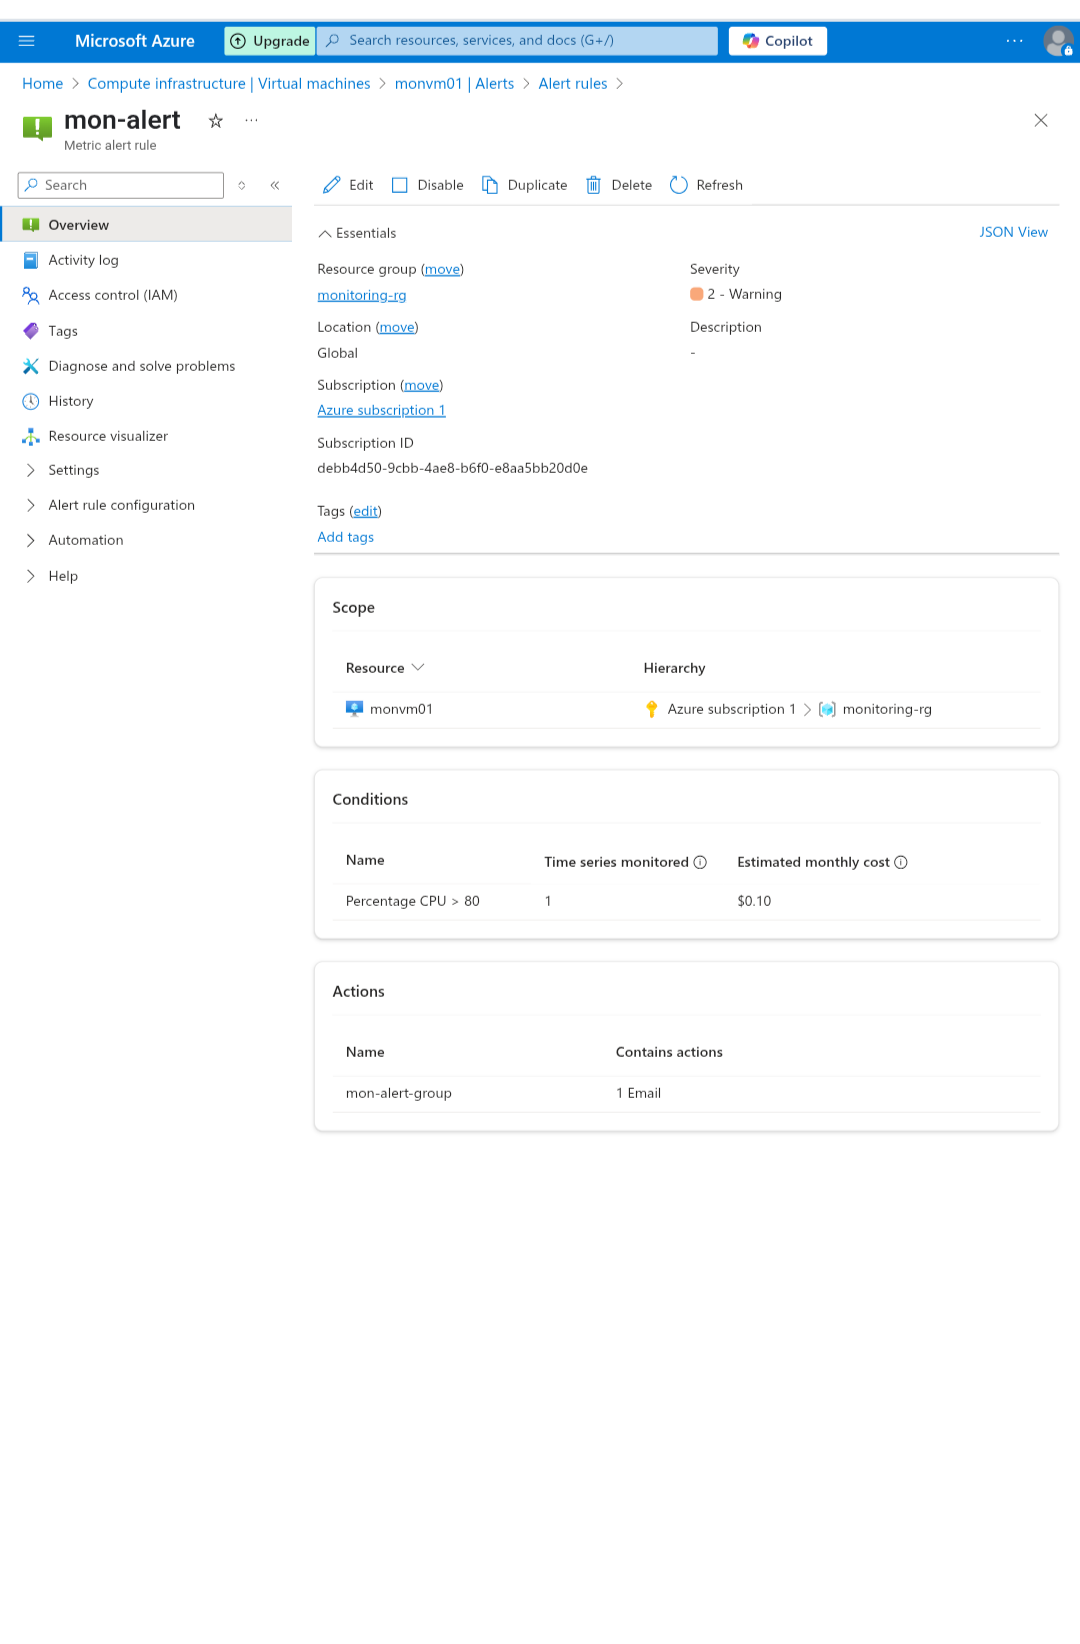 Microsoft Azure
Upgrade
Search resources, services, and docs (G+/)
Copilot
Home > Compute infrastructure | Virtual machines > monvm01 | Alerts > Alert rules >
mon-alert
Metric alert rule
Search
Edit
Disable
Duplicate
Delete
Refresh
Overview
Activity log
Access control (IAM)
Tags
Diagnose and solve problems
History
Resource visualizer
Settings
Alert rule configuration
Automation
Help
Essentials
JSON View
Resource group (move)
monitoring-rg
Location (move)
Global
Subscription (move)
Azure subscription 1
Subscription ID
debb4d50-9cbb-4ae8-b6f0-e8aa5bb20d0e
Severity
2 - Warning
Description
-
Tags (edit)
Add tags
Scope
Resource Hierarchy
monvm01 Azure subscription 1 > monitoring-rg
Conditions
Name Time series monitored Estimated monthly cost
Percentage CPU > 80 1 $0.10
Actions
Name Contains actions
mon-alert-group 1 Email